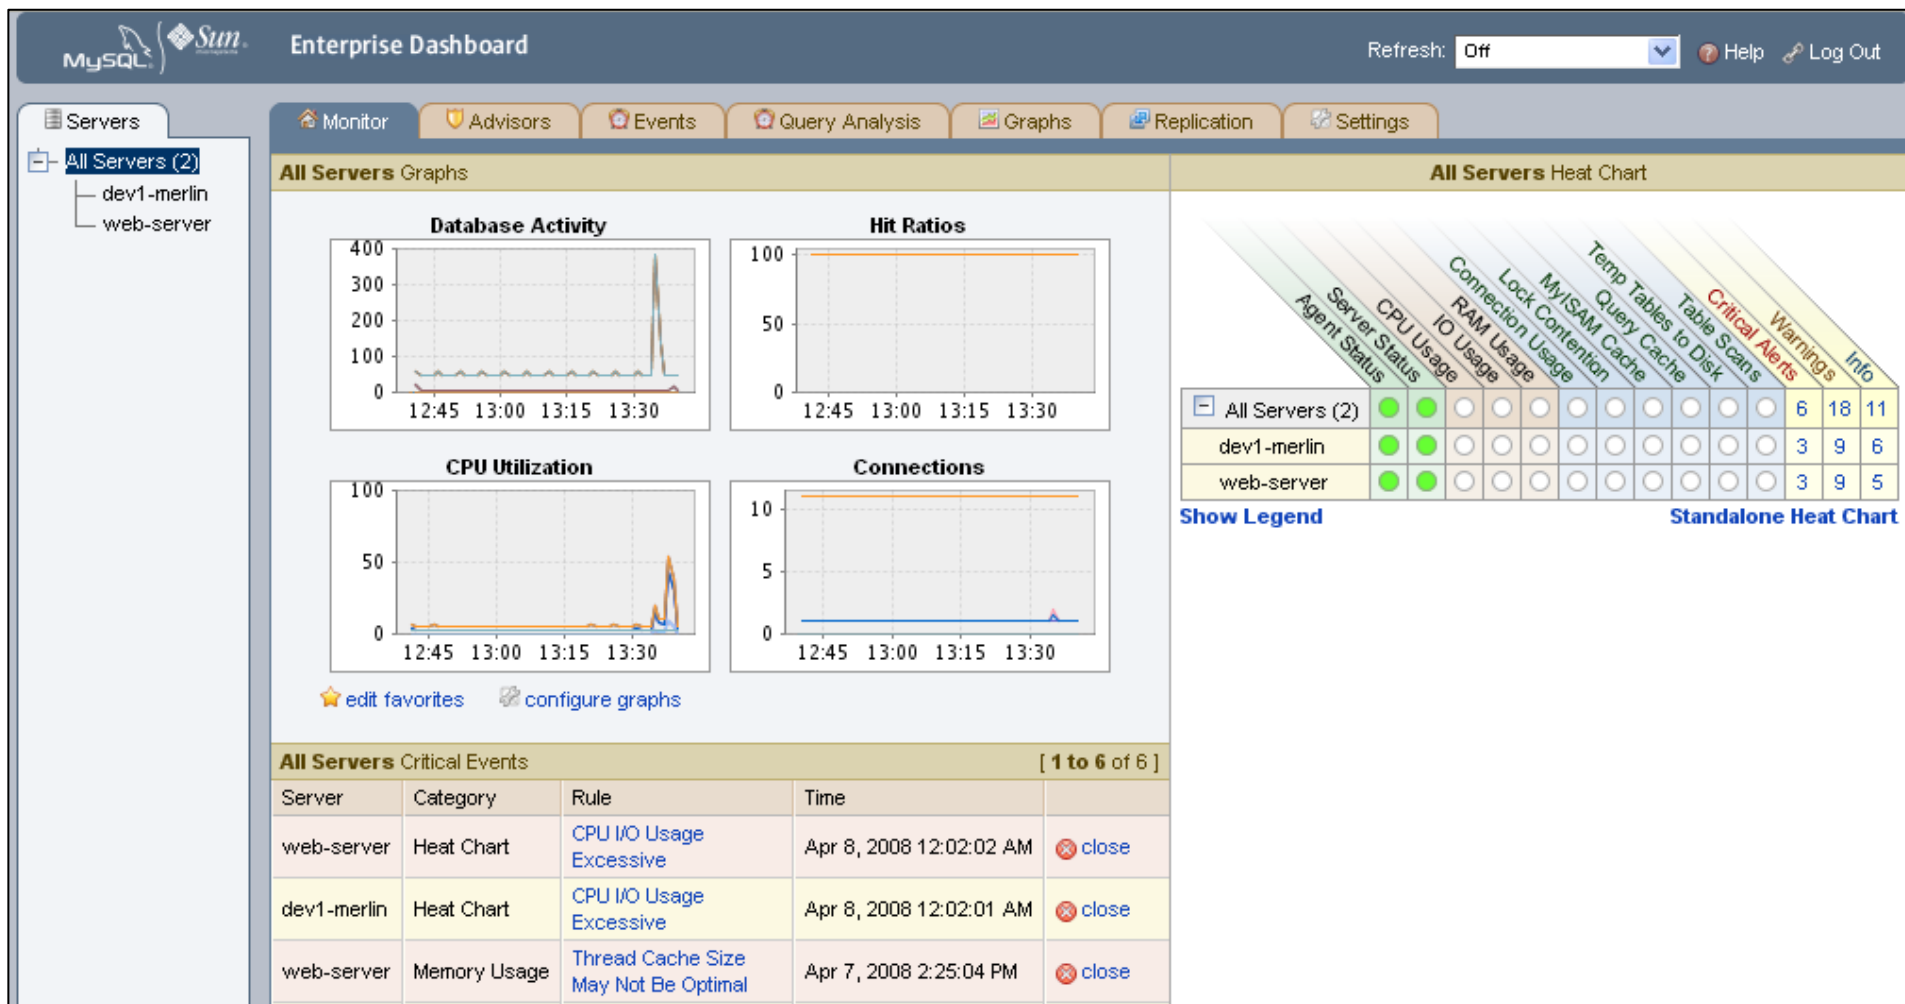 MySQL Sun Enterprise Dashboard Refresh: Off Help Log Out
Servers
All Servers (2)
dev1-merlin
web-server
Monitor Advisors Events Query Analysis Graphs Replication Settings
All Servers Graphs
Database Activity
400
300
200
100
0
12:45 13:00 13:15 13:30
Hit Ratios
100
50
0
12:45 13:00 13:15 13:30
CPU Utilization
100
50
0
12:45 13:00 13:15 13:30
Connections
10
5
0
12:45 13:00 13:15 13:30
edit favorites configure graphs
All Servers Heat Chart
Agent Status
Server Status
CPU Usage
IO Usage
RAM Usage
Connection Usage
Lock Contention
MyISAM Cache
Query Cache
Temp Tables to Disk
Table Scans
Critical Alerts
Warnings
Info
All Servers (2) 6 18 11
dev1-merlin 3 9 6
web-server 3 9 5
Show Legend Standalone Heat Chart
All Servers Critical Events [ 1 to 6 of 6 ]
Server Category Rule Time
web-server Heat Chart CPU I/O Usage
Excessive Apr 8, 2008 12:02:02 AM close
dev1-merlin Heat Chart CPU I/O Usage
Excessive Apr 8, 2008 12:02:01 AM close
web-server Memory Usage Thread Cache Size
May Not Be Optimal Apr 7, 2008 2:25:04 PM close